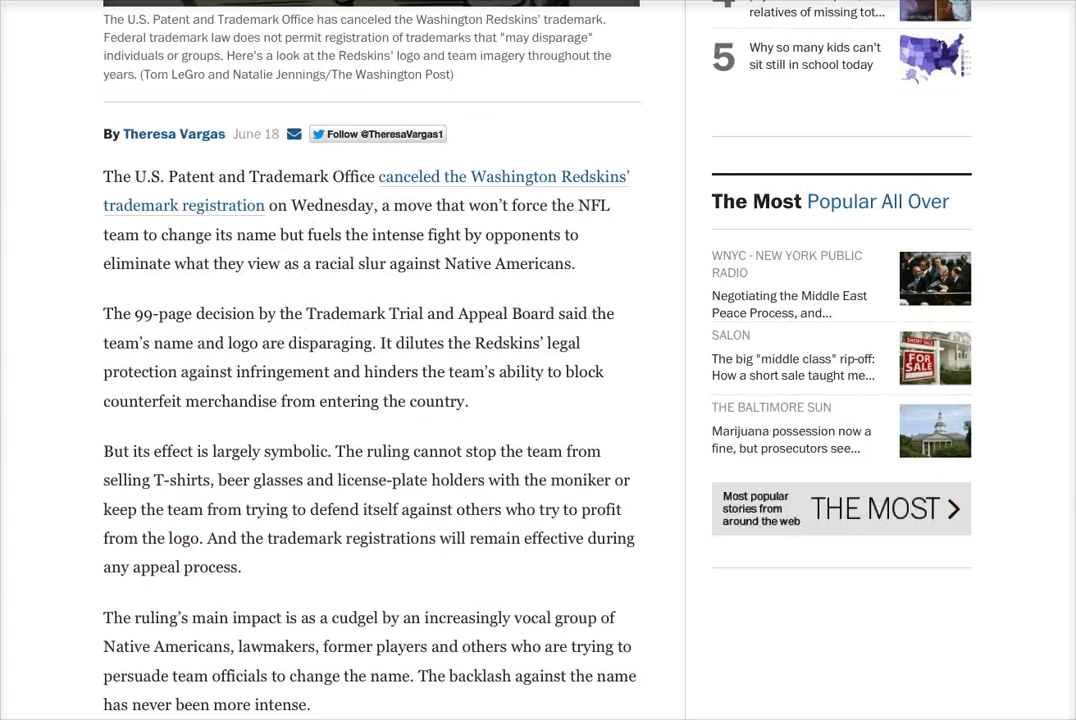 The U.S. Patent and Trademark Office has canceled the Washington Redskins' trademark.
Federal trademark law does not permit registration of trademarks that "may disparage"
individuals or groups. Here's a look at the Redskins' logo and team imagery throughout the
years. (Tom LeGro and Natalie Jennings/The Washington Post)
By Theresa Vargas June 18 Follow @TheresaVargas1
The U.S. Patent and Trademark Office canceled the Washington Redskins’
trademark registration on Wednesday, a move that won’t force the NFL
team to change its name but fuels the intense fight by opponents to
eliminate what they view as a racial slur against Native Americans.
The 99-page decision by the Trademark Trial and Appeal Board said the
team’s name and logo are disparaging. It dilutes the Redskins’ legal
protection against infringement and hinders the team’s ability to block
counterfeit merchandise from entering the country.
But its effect is largely symbolic. The ruling cannot stop the team from
selling T-shirts, beer glasses and license-plate holders with the moniker or
keep the team from trying to defend itself against others who try to profit
from the logo. And the trademark registrations will remain effective during
any appeal process.
The ruling’s main impact is as a cudgel by an increasingly vocal group of
Native Americans, lawmakers, former players and others who are trying to
persuade team officials to change the name. The backlash against the name
has never been more intense.
relatives of missing tot...
5
Why so many kids can't
sit still in school today
The Most Popular All Over
WNYC - NEW YORK PUBLIC
RADIO
Negotiating the Middle East
Peace Process, and...
SALON
The big "middle class" rip-off:
How a short sale taught me...
SHORT SALE
FOR
SALE
THE BALTIMORE SUN
Marijuana possession now a
fine, but prosecutors see...
Most popular
stories from
around the web
THE MOST